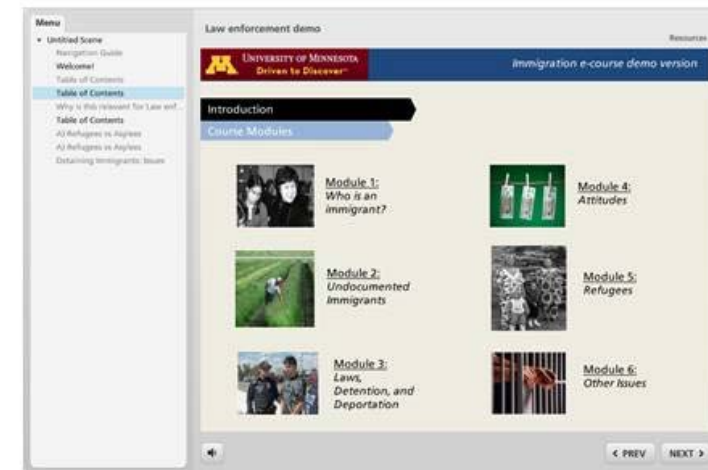 Menu
Untitled Scene
Navigation Guide
Welcome!
Table of Contents
Table of Contents
Why is this relevant for Law enf...
Table of Contents
A) Refugees vs Asylees
A) Refugees vs Asylees
Detaining Immigrants: Issues
Law enforcement demo
Resources
UNIVERSITY OF MINNESOTA
Driven to Discover
Immigration e-course demo version
Introduction
Course Modules
Module 1:
Who is an
immigrant?
Module 2:
Undocumented
Immigrants
Module 3:
Laws,
Detention, and
Deportation
Module 4:
Attitudes
Module 5:
Refugees
Module 6:
Other Issues
< PREV
NEXT >